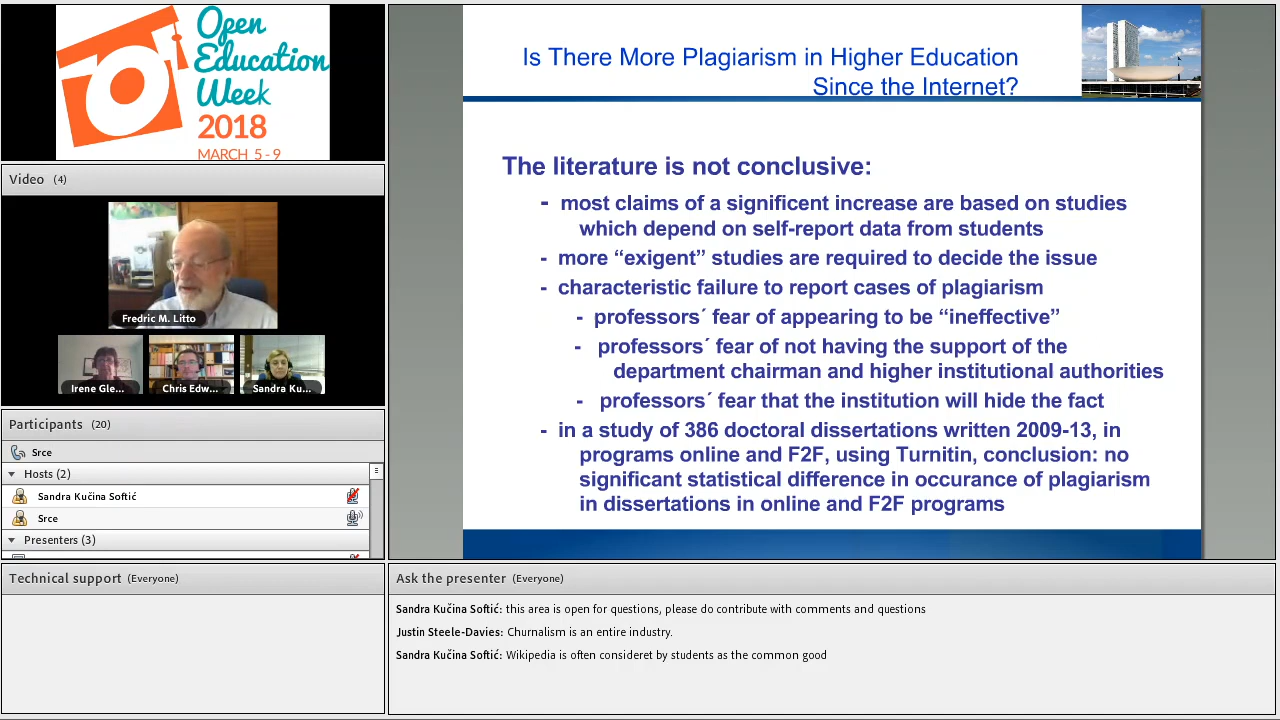 Open
Education
Week
2018
MARCH 5 - 9
Video (4)
Fredric M. Litto
Irene Gle...
Chris Edw...
Sandra Ku...
Participants (20)
Srce
Hosts (2)
Sandra Kučina Softić
Srce
Presenters (3)
Technical support (Everyone)
Is There More Plagiarism in Higher Education
Since the Internet?
The literature is not conclusive:
- most claims of a significent increase are based on studies
which depend on self-report data from students
- more “exigent” studies are required to decide the issue
- characteristic failure to report cases of plagiarism
- professors´ fear of appearing to be “ineffective”
- professors´ fear of not having the support of the
department chairman and higher institutional authorities
- professors´ fear that the institution will hide the fact
- in a study of 386 doctoral dissertations written 2009-13, in
programs online and F2F, using Turnitin, conclusion: no
significant statistical difference in occurance of plagiarism
in dissertations in online and F2F programs
Ask the presenter (Everyone)
Sandra Kučina Softić: this area is open for questions, please do contribute with comments and questions
Justin Steele-Davies: Churnalism is an entire industry.
Sandra Kučina Softić: Wikipedia is often consideret by students as the common good